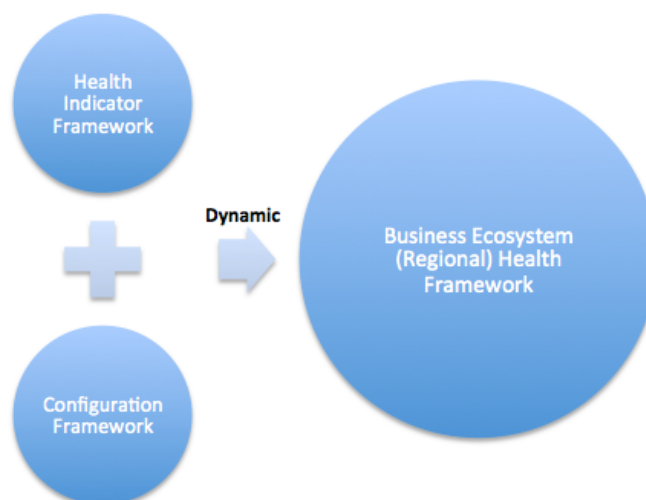 Health
Indicator
Framework
Dynamic
Business Ecosystem
(Regional) Health
Framework
Configuration
Framework